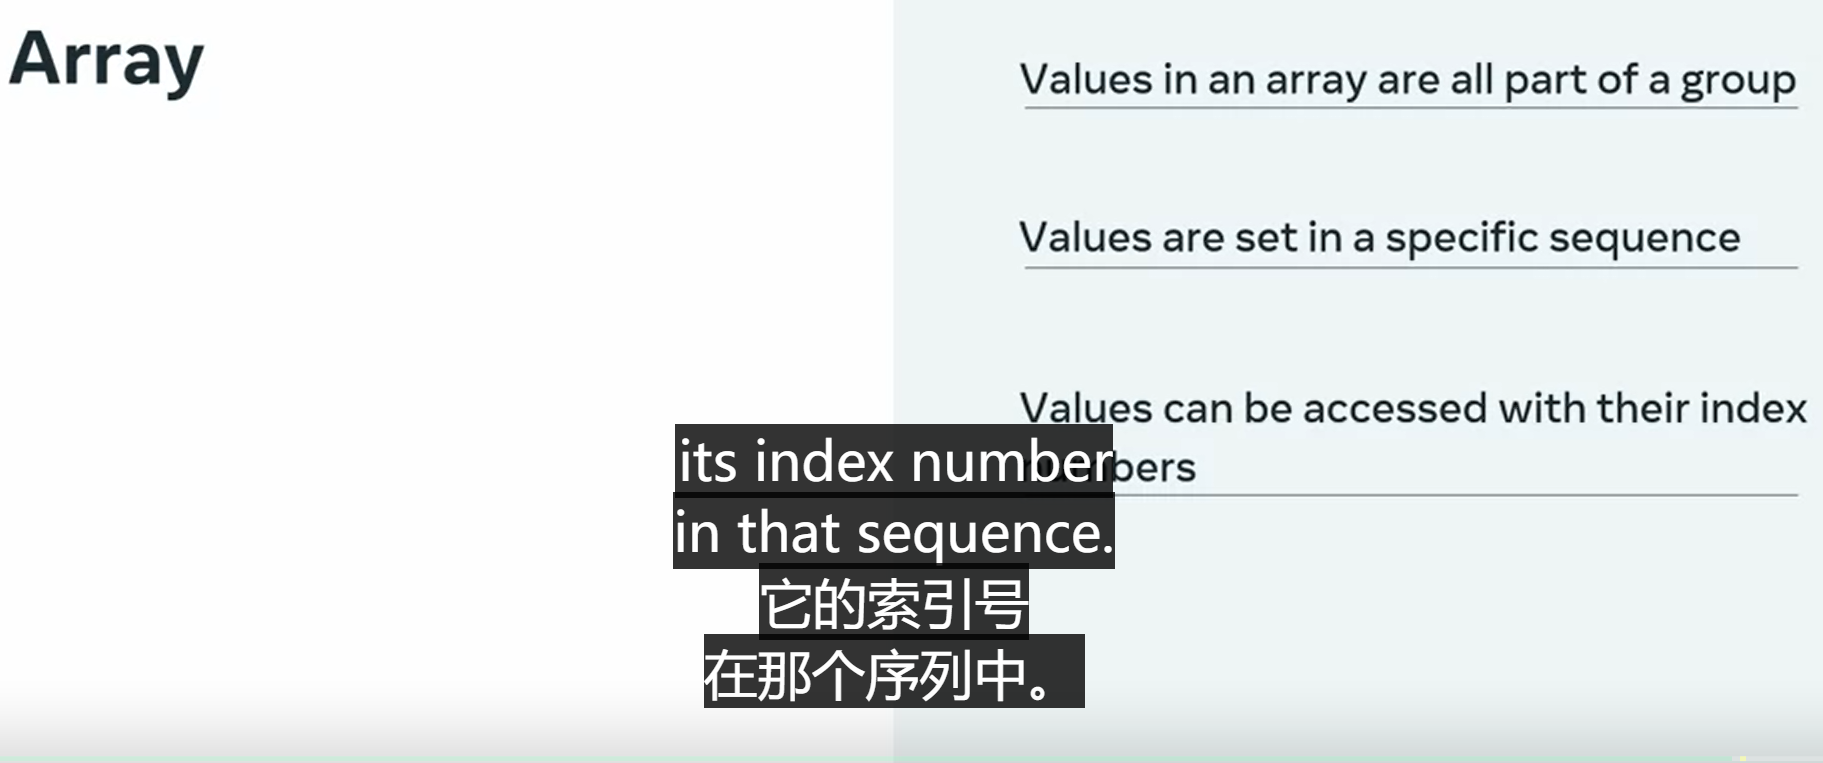 Array
Values in an array are all part of a group
Values are set in a specific sequence
Values can be accessed with their index
numbers
its index number
in that sequence.
它的索引号
在那个序列中。